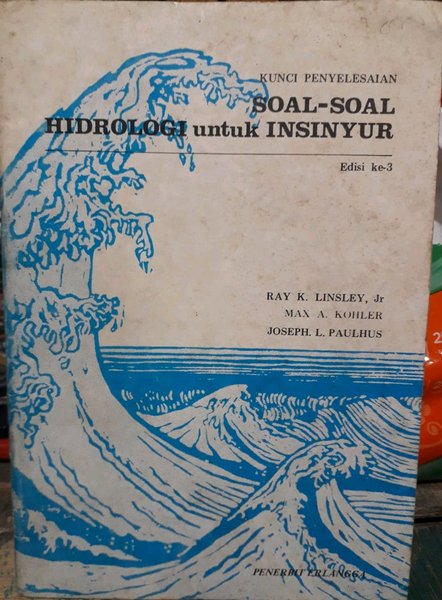 KUNCI PENYELESAIAN
SOAL-SOAL
HIDROLOGI untuk INSINYUR
Edisi ke-3
RAY K. LINSLEY, Jr
MAX A. KOHLER
JOSEPH. L. PAULHUS
PENERBIT ERLANGGA